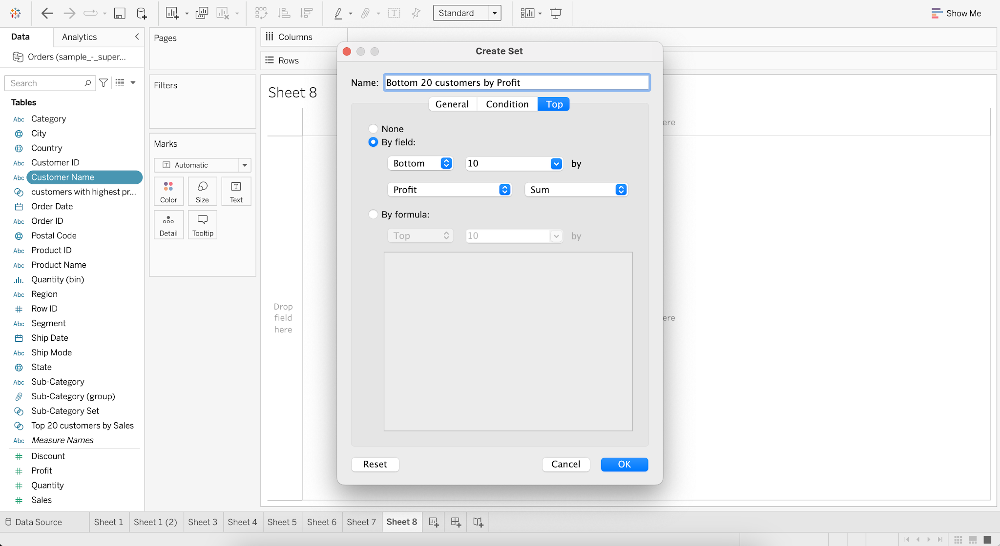 Standard
Show Me
Data
Analytics
Orders (sample_-_super...
Search
Tables
Abc Category
City
Country
Abc Customer ID
Abc Customer Name
customers with highest pr...
Order Date
Abc Order ID
Postal Code
Abc Product ID
Abc Product Name
Quantity (bin)
Abc Region
Row ID
Abc Segment
Ship Date
Abc Ship Mode
State
Abc Sub-Category
Sub-Category (group)
Sub-Category Set
Top 20 customers by Sales
Abc Measure Names
Discount
Profit
Quantity
Sales
Pages
Filters
Marks
Automatic
Color
Size
Text
Detail
Tooltip
Columns
Rows
Sheet 8
Drop
field
here
ere
ere
Create Set
Name: Bottom 20 customers by Profit
General Condition Top
None
By field:
Bottom 10 by
Profit Sum
By formula:
Top 10 by
Reset Cancel OK
Data Source Sheet 1 Sheet 1 (2) Sheet 3 Sheet 4 Sheet 5 Sheet 6 Sheet 7 Sheet 8